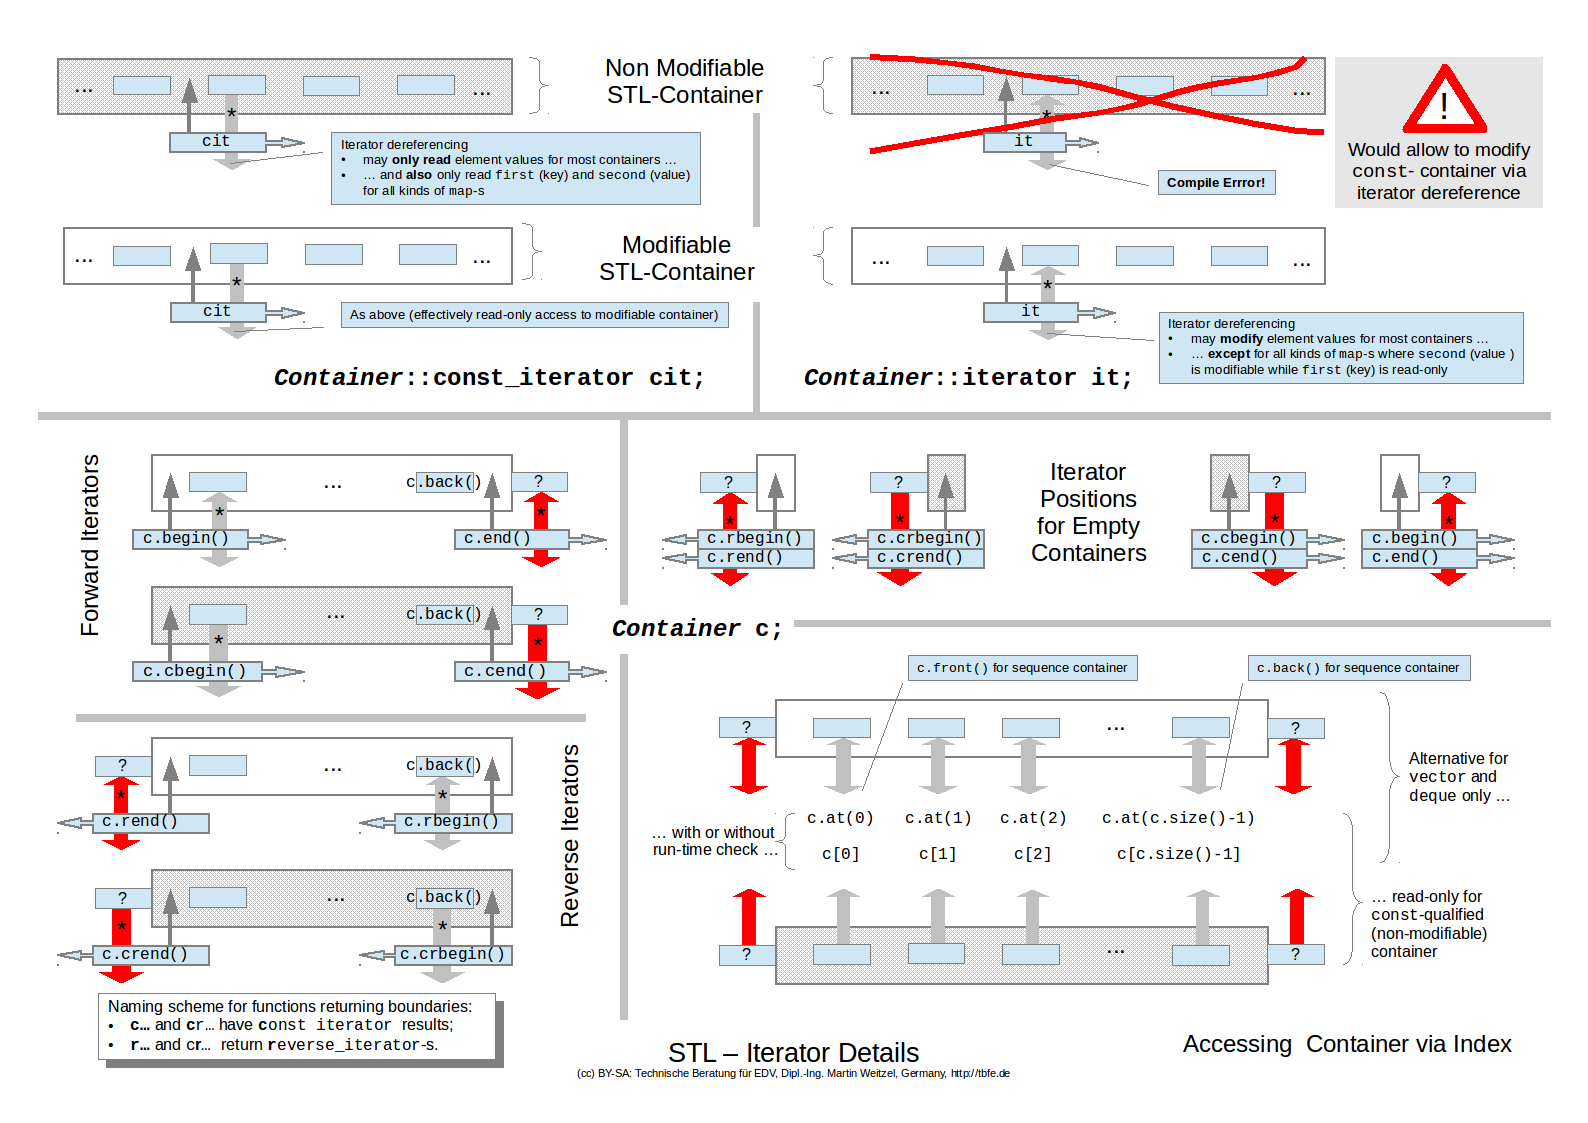 Non Modifiable
STL-Container
...
...
*
cit
Iterator dereferencing
• may only read element values for most containers …
• … and also only read first (key) and second (value)
for all kinds of map-s
...
...
*
it
Compile Errror!
!
Would allow to modify
const- container via
iterator dereference
Modifiable
STL-Container
...
...
*
cit
As above (effectively read-only access to modifiable container)
...
...
*
it
Iterator dereferencing
• may modify element values for most containers …
• … except for all kinds of map-s where second (value )
is modifiable while first (key) is read-only
Container::const_iterator cit;
Container::iterator it;
Forward Iterators
...
c.back()
?
*
*
c.begin()
c.end()
...
c.back()
?
*
*
c.cbegin()
c.cend()
?
*
c.rbegin()
c.rend()
?
*
c.crbegin()
c.crend()
Iterator
Positions
for Empty
Containers
?
*
c.cbegin()
c.cend()
?
*
c.begin()
c.end()
Container c;
Reverse Iterators
?
...
c.back()
*
*
c.rend()
c.rbegin()
?
...
c.back()
*
*
c.crend()
c.crbegin()
Naming scheme for functions returning boundaries:
• c… and cr… have const iterator results;
• r… and cr… return reverse_iterator-s.
c.front() for sequence container
c.back() for sequence container
?
...
?
Alternative for
vector and
deque only …
… with or without
run-time check …
c.at(0) c.at(1) c.at(2) c.at(c.size()-1)
c[0] c[1] c[2] c[c.size()-1]
… read-only for
const-qualified
(non-modifiable)
container
?
...
?
STL – Iterator Details
Accessing Container via Index
(cc) BY-SA: Technische Beratung für EDV, Dipl.-Ing. Martin Weitzel, Germany, http://tbfe.de